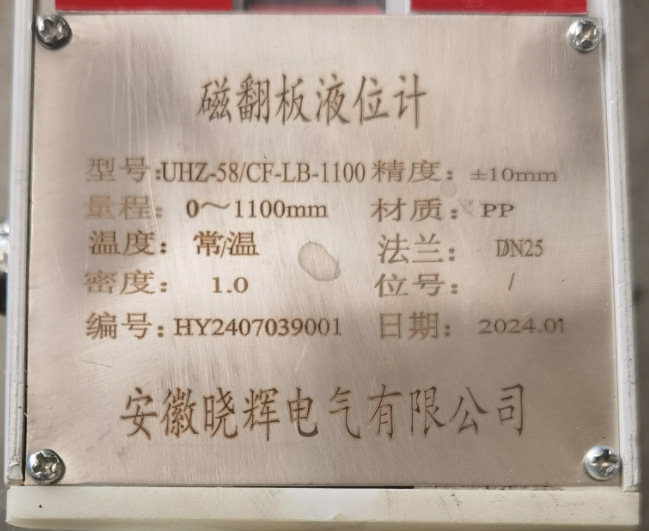 磁翻板液位计
型号:UHZ-58/CF-LB-1100 精度: ±10mm
量程: 0～1100mm 材质: PP
温度: 常/温 法兰: DN25
密度: 1.0 位号: /
编号: HY2407039001 日期: 2024.01
安徽晓辉电气有限公司